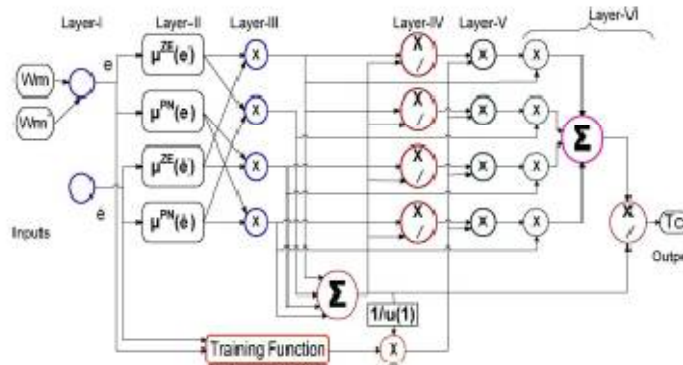 Layer-I
Layer-II
Layer-III
Layer-IV
Layer-V
Layer-VI
Wm
e
μZE(e)
X
X
/
X
X
μPN(e)
X
X
/
X
X
Σ
μZE(ė)
X
X
/
X
X
ė
μPN(ė)
X
X
/
X
X
X
/
Tc
Inputs
Σ
1/u(1)
Training Function
X